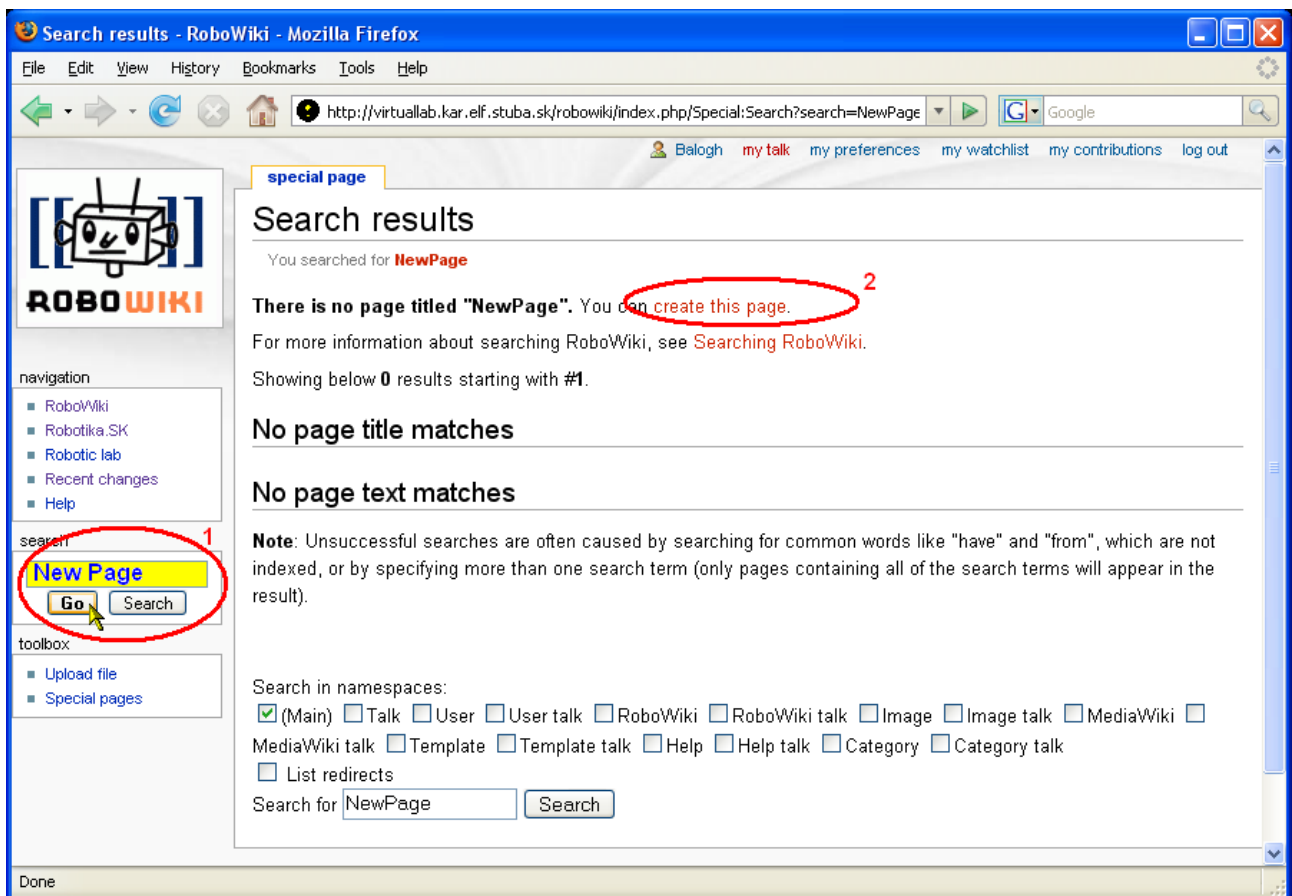 Search results - RoboWiki - Mozilla Firefox
File Edit View History Bookmarks Tools Help
http://virtuallab.kar.elf.stuba.sk/robowiki/index.php/Special:Search?search=NewPage
G Google
Balogh my talk my preferences my watchlist my contributions log out
[[ ]]
ROBOWIKI
navigation
RoboWiki
Robotika.SK
Robotic lab
Recent changes
Help
search
1
New Page
Go Search
toolbox
Upload file
Special pages
special page
Search results
You searched for NewPage
2
There is no page titled "NewPage". You can create this page.
For more information about searching RoboWiki, see Searching RoboWiki.
Showing below 0 results starting with #1.
No page title matches
No page text matches
Note: Unsuccessful searches are often caused by searching for common words like "have" and "from", which are not
indexed, or by specifying more than one search term (only pages containing all of the search terms will appear in the
result).
Search in namespaces:
(Main) Talk User User talk RoboWiki RoboWiki talk Image Image talk MediaWiki
MediaWiki talk Template Template talk Help Help talk Category Category talk
List redirects
Search for NewPage Search
Done